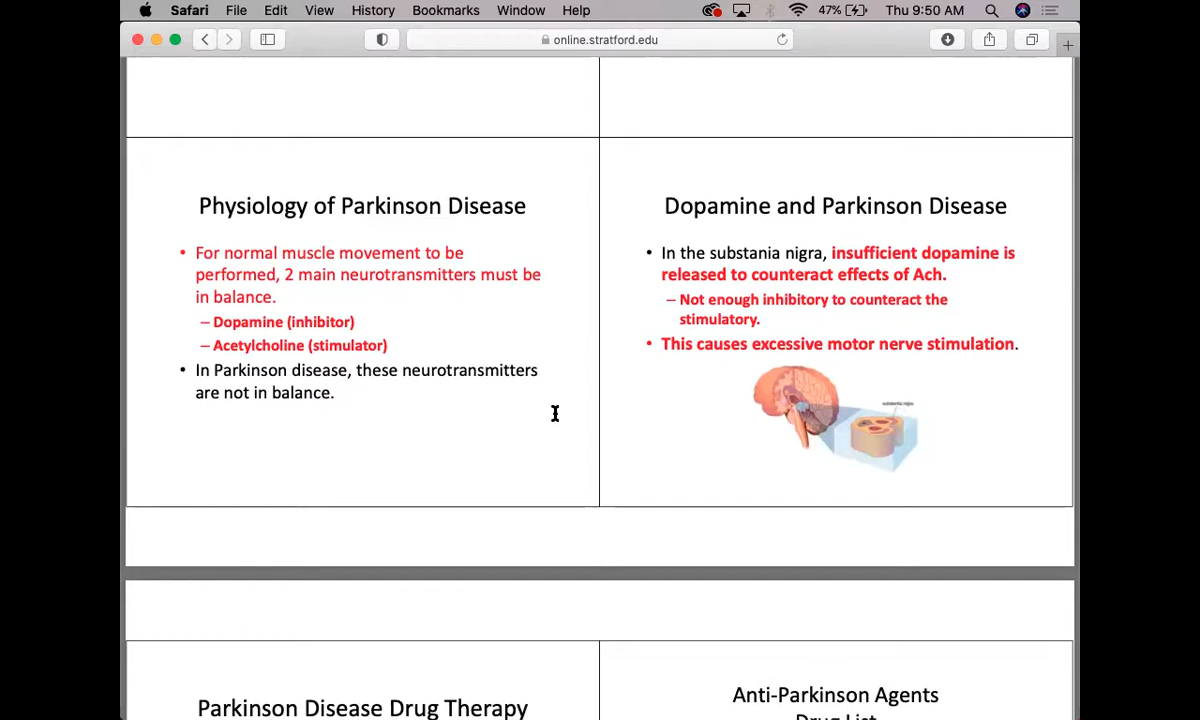 Safari File Edit View History Bookmarks Window Help 47% Thu 9:50 AM
online.stratford.edu
Physiology of Parkinson Disease
• For normal muscle movement to be
performed, 2 main neurotransmitters must be
in balance.
– Dopamine (inhibitor)
– Acetylcholine (stimulator)
• In Parkinson disease, these neurotransmitters
are not in balance.
Dopamine and Parkinson Disease
• In the substania nigra, insufficient dopamine is
released to counteract effects of Ach.
– Not enough inhibitory to counteract the
stimulatory.
• This causes excessive motor nerve stimulation.
substantia nigra
Parkinson Disease Drug Therapy
Anti-Parkinson Agents
Drug List